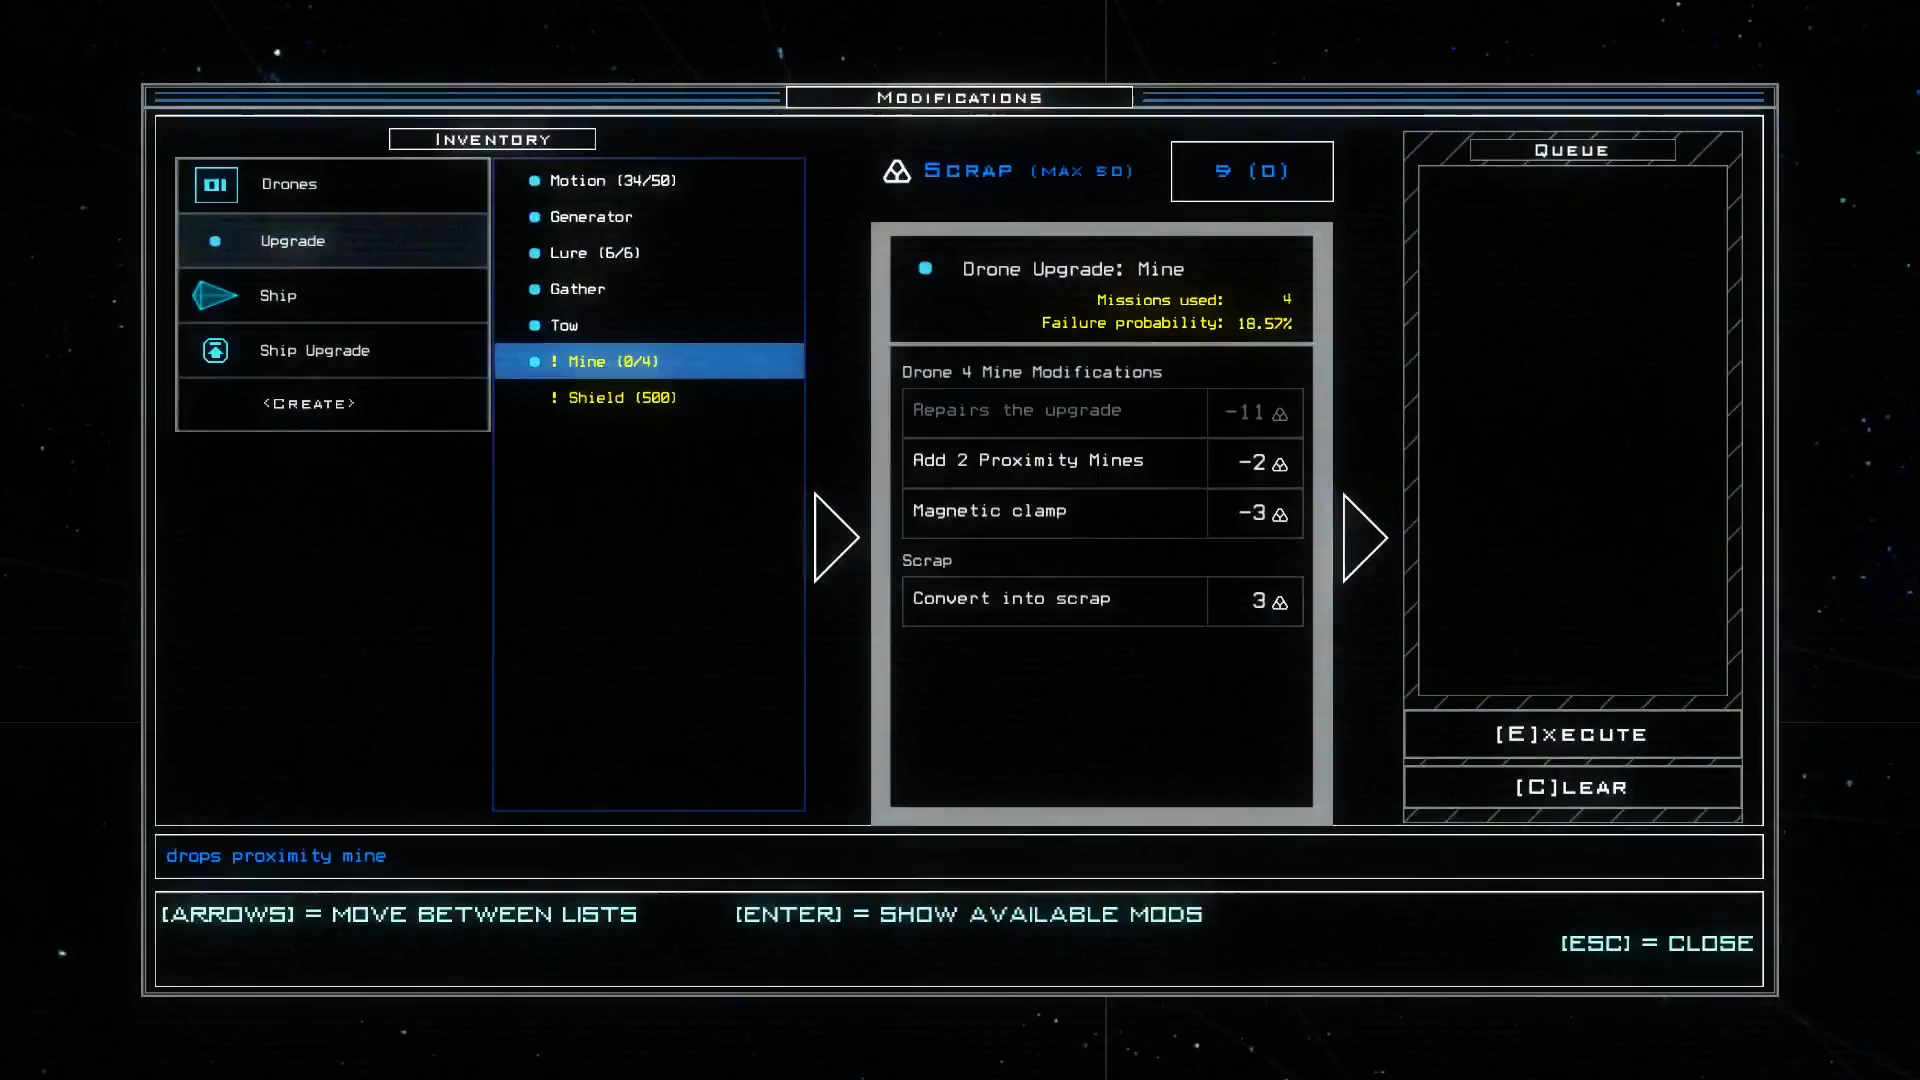 Modifications
Inventory
Drones
Upgrade
Ship
Ship Upgrade
<Create>
Motion (34/50)
Generator
Lure (6/6)
Gather
Tow
! Mine (0/4)
! Shield (500)
Scrap (max 50)
9 (0)
Drone Upgrade: Mine
Missions used: 4
Failure probability: 18.57%
Drone 4 Mine Modifications
Repairs the upgrade -11
Add 2 Proximity Mines -2
Magnetic clamp -3
Scrap
Convert into scrap 3
Queue
[E]xecute
[C]lear
drops proximity mine
[ARROWS] = MOVE BETWEEN LISTS [ENTER] = SHOW AVAILABLE MODS
[ESC] = CLOSE